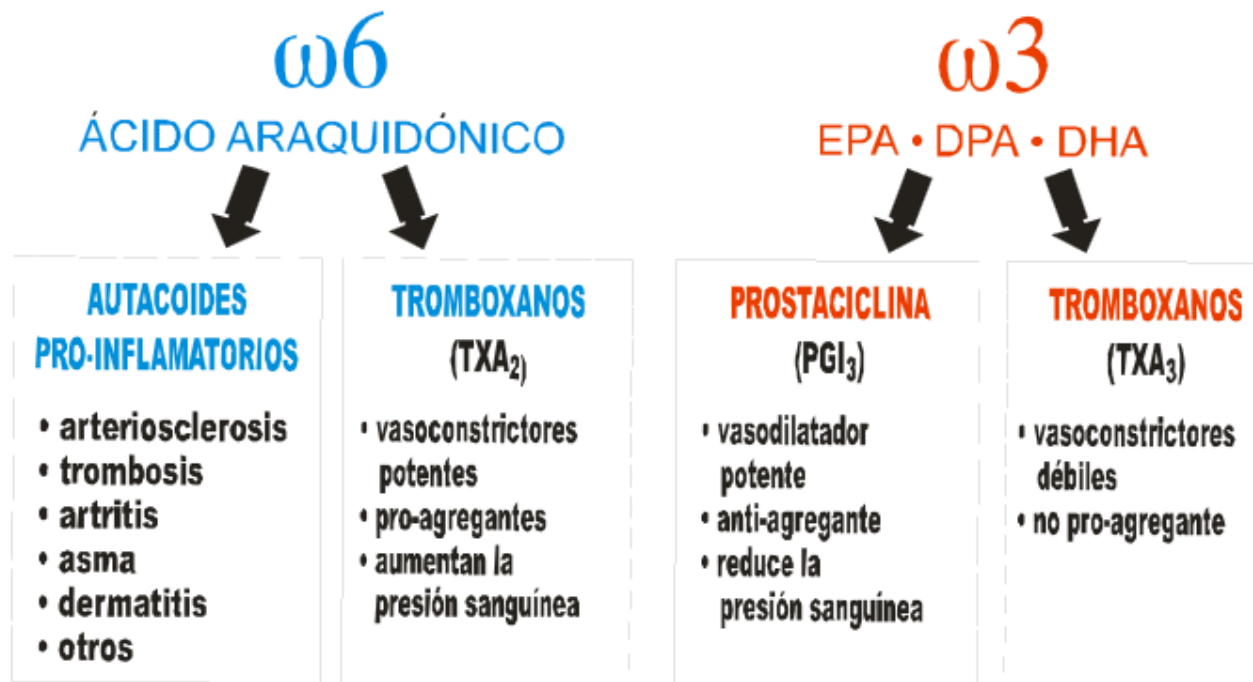 ω6
ÁCIDO ARAQUIDÓNICO
AUTACOIDES
PRO-INFLAMATORIOS
• arteriosclerosis
• trombosis
• artritis
• asma
• dermatitis
• otros
TROMBOXANOS
(TXA₂)
• vasoconstrictores
potentes
• pro-agregantes
• aumentan la
presión sanguínea
ω3
EPA • DPA • DHA
PROSTACICLINA
(PGI₃)
• vasodilatador
potente
• anti-agregante
• reduce la
presión sanguínea
TROMBOXANOS
(TXA₃)
• vasoconstrictores
débiles
• no pro-agregante